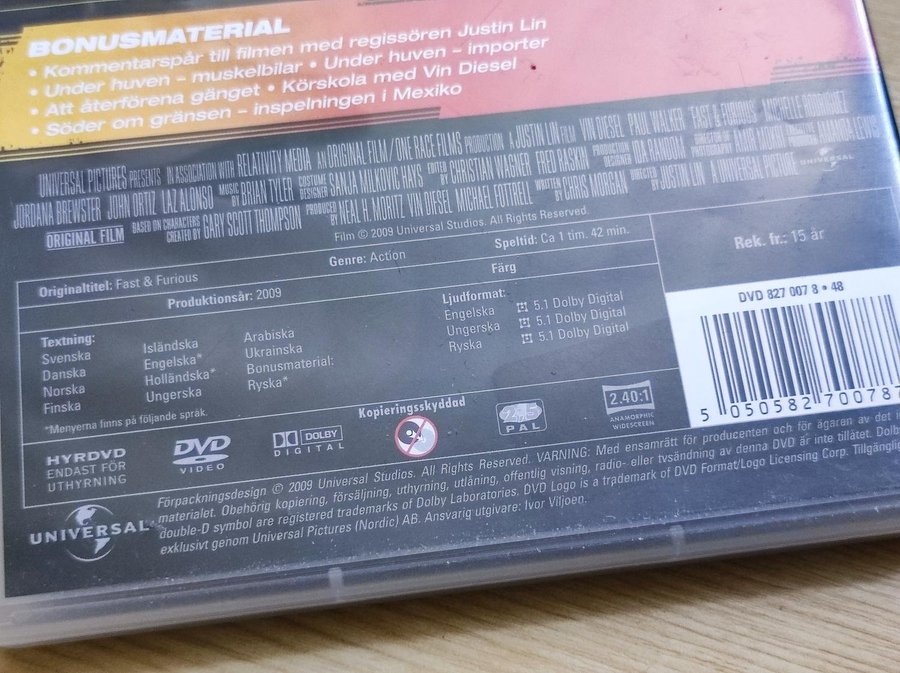 BONUSMATERIAL
• Kommentarspår till filmen med regissören Justin Lin
• Under huven – muskelbilar • Under huven – importer
• Att återförena gänget • Körskola med Vin Diesel
• Söder om gränsen – inspelningen i Mexiko
UNIVERSAL PICTURES PRESENTS IN ASSOCIATION WITH RELATIVITY MEDIA AN ORIGINAL FILM/ONE RACE FILMS PRODUCTION A JUSTIN LIN FILM VIN DIESEL PAUL WALKER "FAST & FURIOUS" MICHELLE RODRIGUEZ
JORDANA BREWSTER JOHN ORTIZ LAZ ALONSO MUSIC BY BRIAN TYLER COSTUME DESIGNER SANJA MILKOVIC HAYS EDITED BY CHRISTIAN WAGNER FRED RASKIN PRODUCTION DESIGNER IDA RANDOM
ORIGINAL FILM BASED ON CHARACTERS CREATED BY GARY SCOTT THOMPSON PRODUCED BY NEAL H. MORITZ VIN DIESEL MICHAEL FOTTRELL WRITTEN BY CHRIS MORGAN DIRECTED BY JUSTIN LIN A UNIVERSAL PICTURE UNIVERSAL
Film © 2009 Universal Studios. All Rights Reserved.
Originaltitel: Fast & Furious Genre: Action Speltid: Ca 1 tim. 42 min.
Produktionsår: 2009 Färg
Rek. fr.: 15 år
Textning:
Svenska
Danska
Norska
Finska
Isländska
Engelska*
Holländska*
Ungerska
Arabiska
Ukrainska
Bonusmaterial:
Ryska*
*Menyerna finns på följande språk.
Ljudformat:
Engelska 5.1 Dolby Digital
Ungerska 5.1 Dolby Digital
Ryska 5.1 Dolby Digital
DVD 827 007 8 • 48
5 050582 70078
HYRDVD
ENDAST FÖR
UTHYRNING
DVD
VIDEO
DOLBY
DIGITAL
Kopieringsskyddad
PAL
2.40:1
ANAMORPHIC
WIDESCREEN
UNIVERSAL
Förpackningsdesign © 2009 Universal Studios. All Rights Reserved. VARNING: Med ensamrätt för producenten och för ägaran av det
materialet. Obehörig kopiering, försäljning, uthyrning, utlåning, offentlig visning, radio- eller tvsändning av denna DVD är inte tillåtet. Dolby
double-D symbol are registered trademarks of Dolby Laboratories. DVD Logo is a trademark of DVD Format/Logo Licensing Corp.
exklusivt genom Universal Pictures (Nordic) AB. Ansvarig utgivare: Ivor Viljoen.